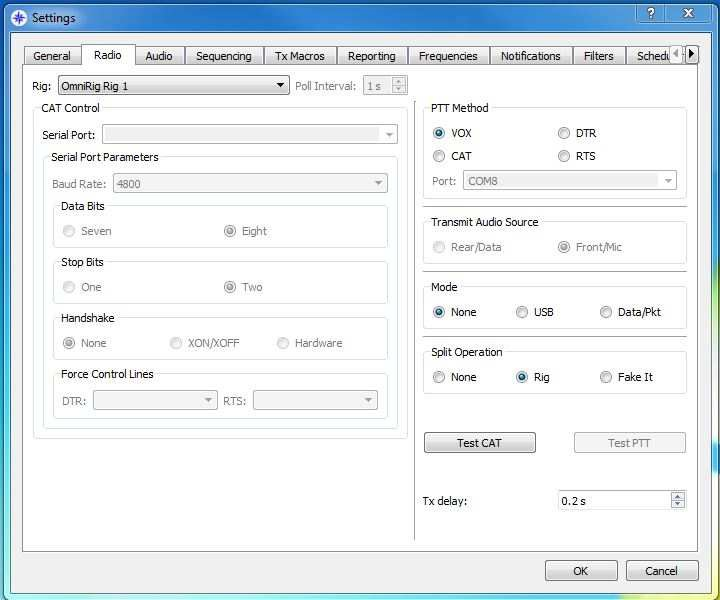 Settings
?
General Radio Audio Sequencing Tx Macros Reporting Frequencies Notifications Filters
Rig: OmniRig Rig 1 Poll Interval: 1 s
CAT Control
Serial Port:
Serial Port Parameters
Baud Rate: 4800
Data Bits
Seven Eight
Stop Bits
One Two
Handshake
None XON/XOFF Hardware
Force Control Lines
DTR: RTS:
PTT Method
VOX DTR
CAT RTS
Port: COM8
Transmit Audio Source
Rear/Data Front/Mic
Mode
None USB Data/Pkt
Split Operation
None Rig Fake It
Test CAT Test PTT
Tx delay: 0.2 s
OK Cancel